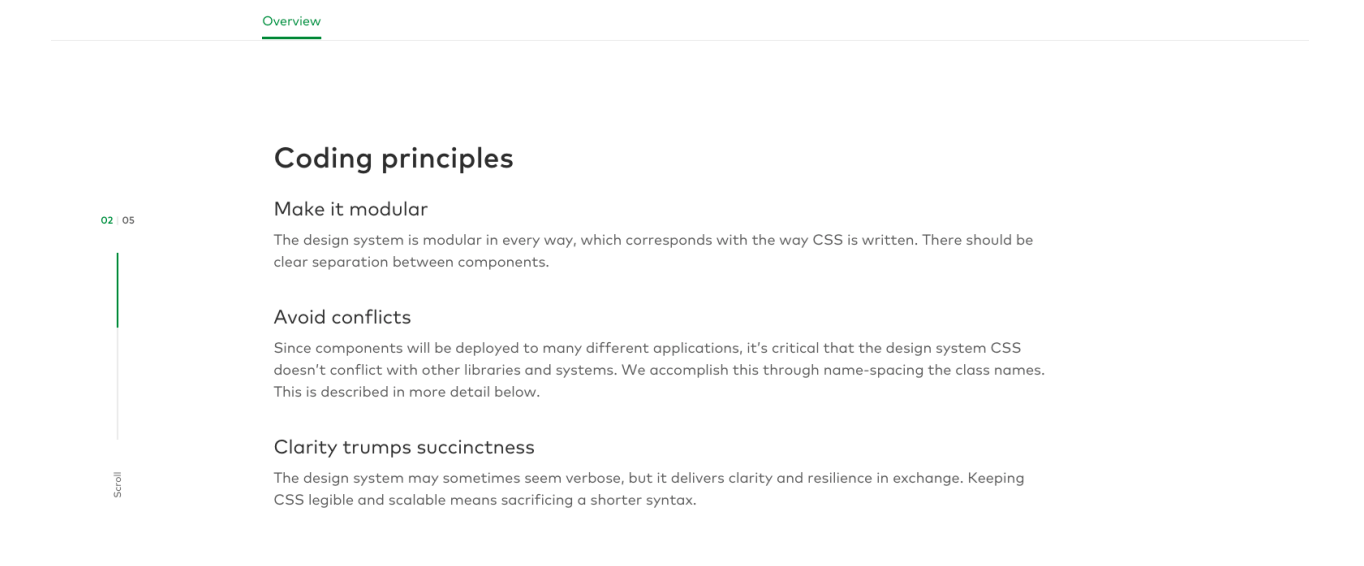 Overview
Coding principles
Make it modular
02 | 05
The design system is modular in every way, which corresponds with the way CSS is written. There should be
clear separation between components.
Avoid conflicts
Since components will be deployed to many different applications, it’s critical that the design system CSS
doesn’t conflict with other libraries and systems. We accomplish this through name-spacing the class names.
This is described in more detail below.
Clarity trumps succinctness
The design system may sometimes seem verbose, but it delivers clarity and resilience in exchange. Keeping
CSS legible and scalable means sacrificing a shorter syntax.
Scroll